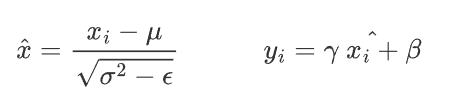 x̂ = (x_i − μ) / √(σ² − ϵ)    y_i = γ x̂_i + β